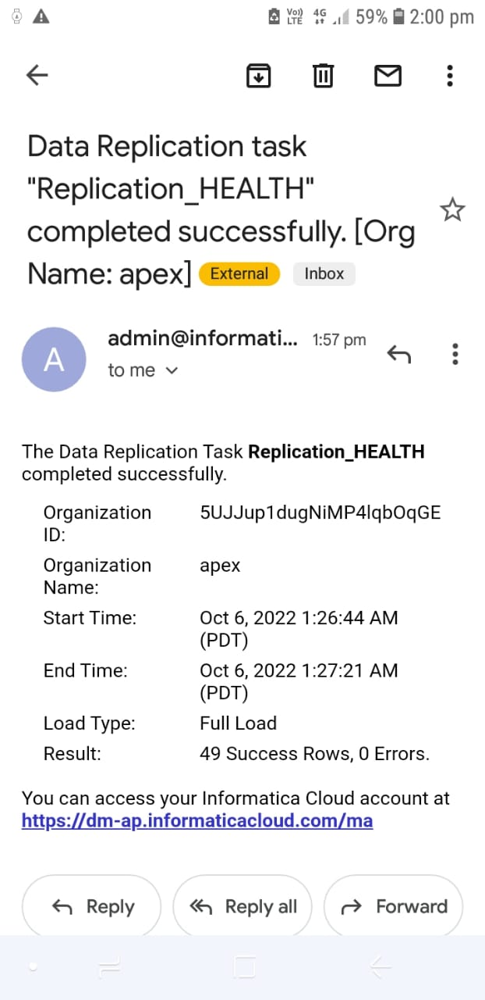 Vo)) LTE 4G 59% 2:00 pm
Data Replication task
"Replication_HEALTH"
completed successfully. [Org
Name: apex] External Inbox
A
admin@informati... 1:57 pm
to me
The Data Replication Task Replication_HEALTH
completed successfully.
Organization ID: 5UJJup1dugNiMP4lqbOqGE
Organization Name: apex
Start Time: Oct 6, 2022 1:26:44 AM
(PDT)
End Time: Oct 6, 2022 1:27:21 AM
(PDT)
Load Type: Full Load
Result: 49 Success Rows, 0 Errors.
You can access your Informatica Cloud account at
https://dm-ap.informaticacloud.com/ma
Reply Reply all Forward